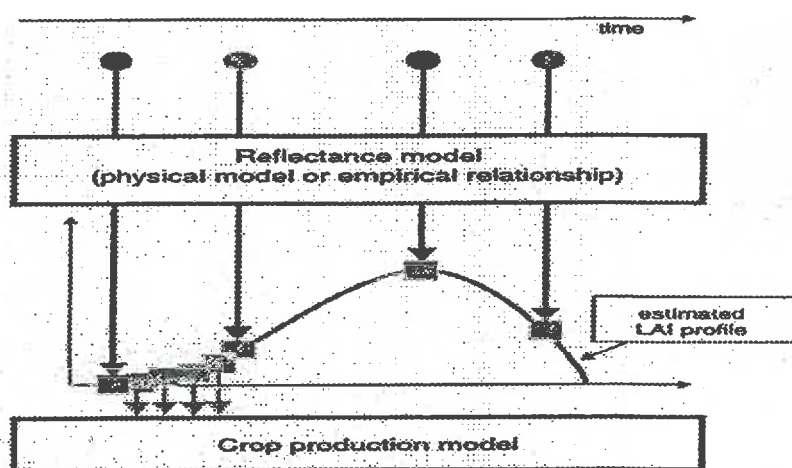 time
Reflectance model
(physical model or empirical relationship)
estimated
LAI profile
Crop production model